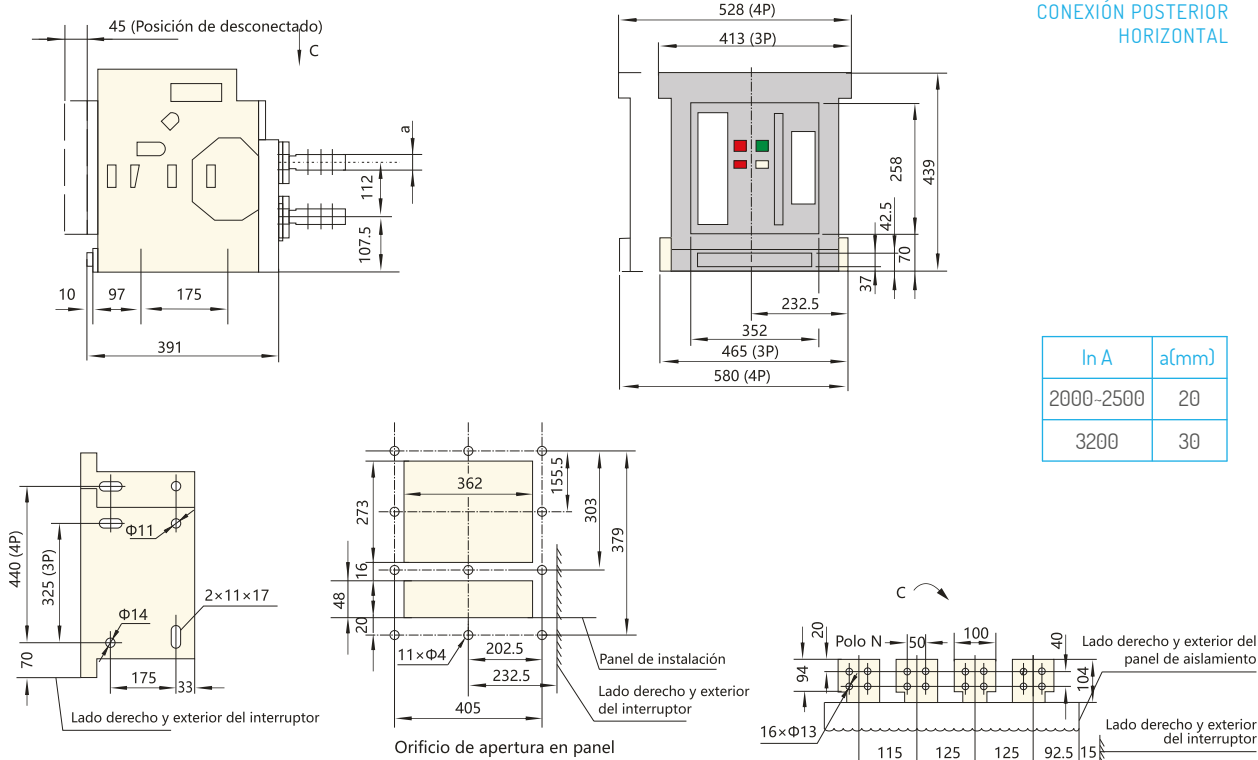 CONEXIÓN POSTERIOR
HORIZONTAL
45 (Posición de desconectado)
C
a
112
107.5
10
97
175
391
528 (4P)
413 (3P)
258
439
42.5
70
37
232.5
352
465 (3P)
580 (4P)
In A
a(mm)
2000~2500
20
3200
30
440 (4P)
325 (3P)
70
Φ11
Φ14
2×11×17
175
33
Lado derecho y exterior del interruptor
362
273
16
48
20
155.5
303
379
11×Φ4
202.5
232.5
405
Panel de instalación
Lado derecho y exterior
del interruptor
Orificio de apertura en panel
C
20
Polo N
50
100
40
94
104
Lado derecho y exterior del
panel de aislamiento
16×Φ13
Lado derecho y exterior
del interruptor
115
125
125
92.5
15